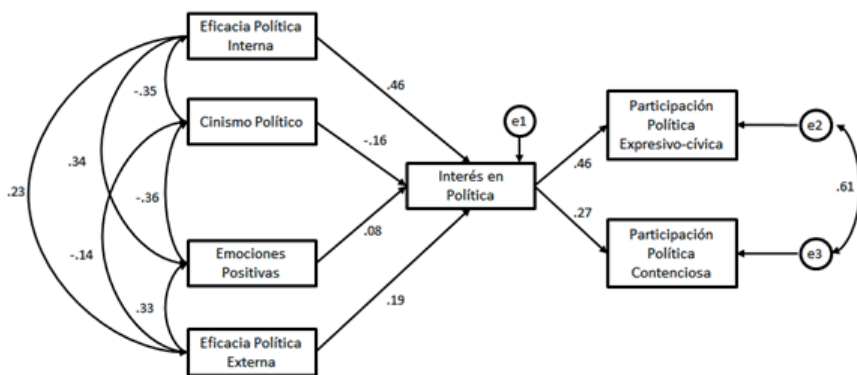 Eficacia Política
Interna
-.35
.46
Cinismo Político
e1
Participación
Política
Expresivo-cívica
e2
-.16
.34
Interés en
Política
.46
.23
-.36
.61
.27
-.14
.08
Emociones
Positivas
Participación
Política
Contenciosa
e3
.33
.19
Eficacia Política
Externa